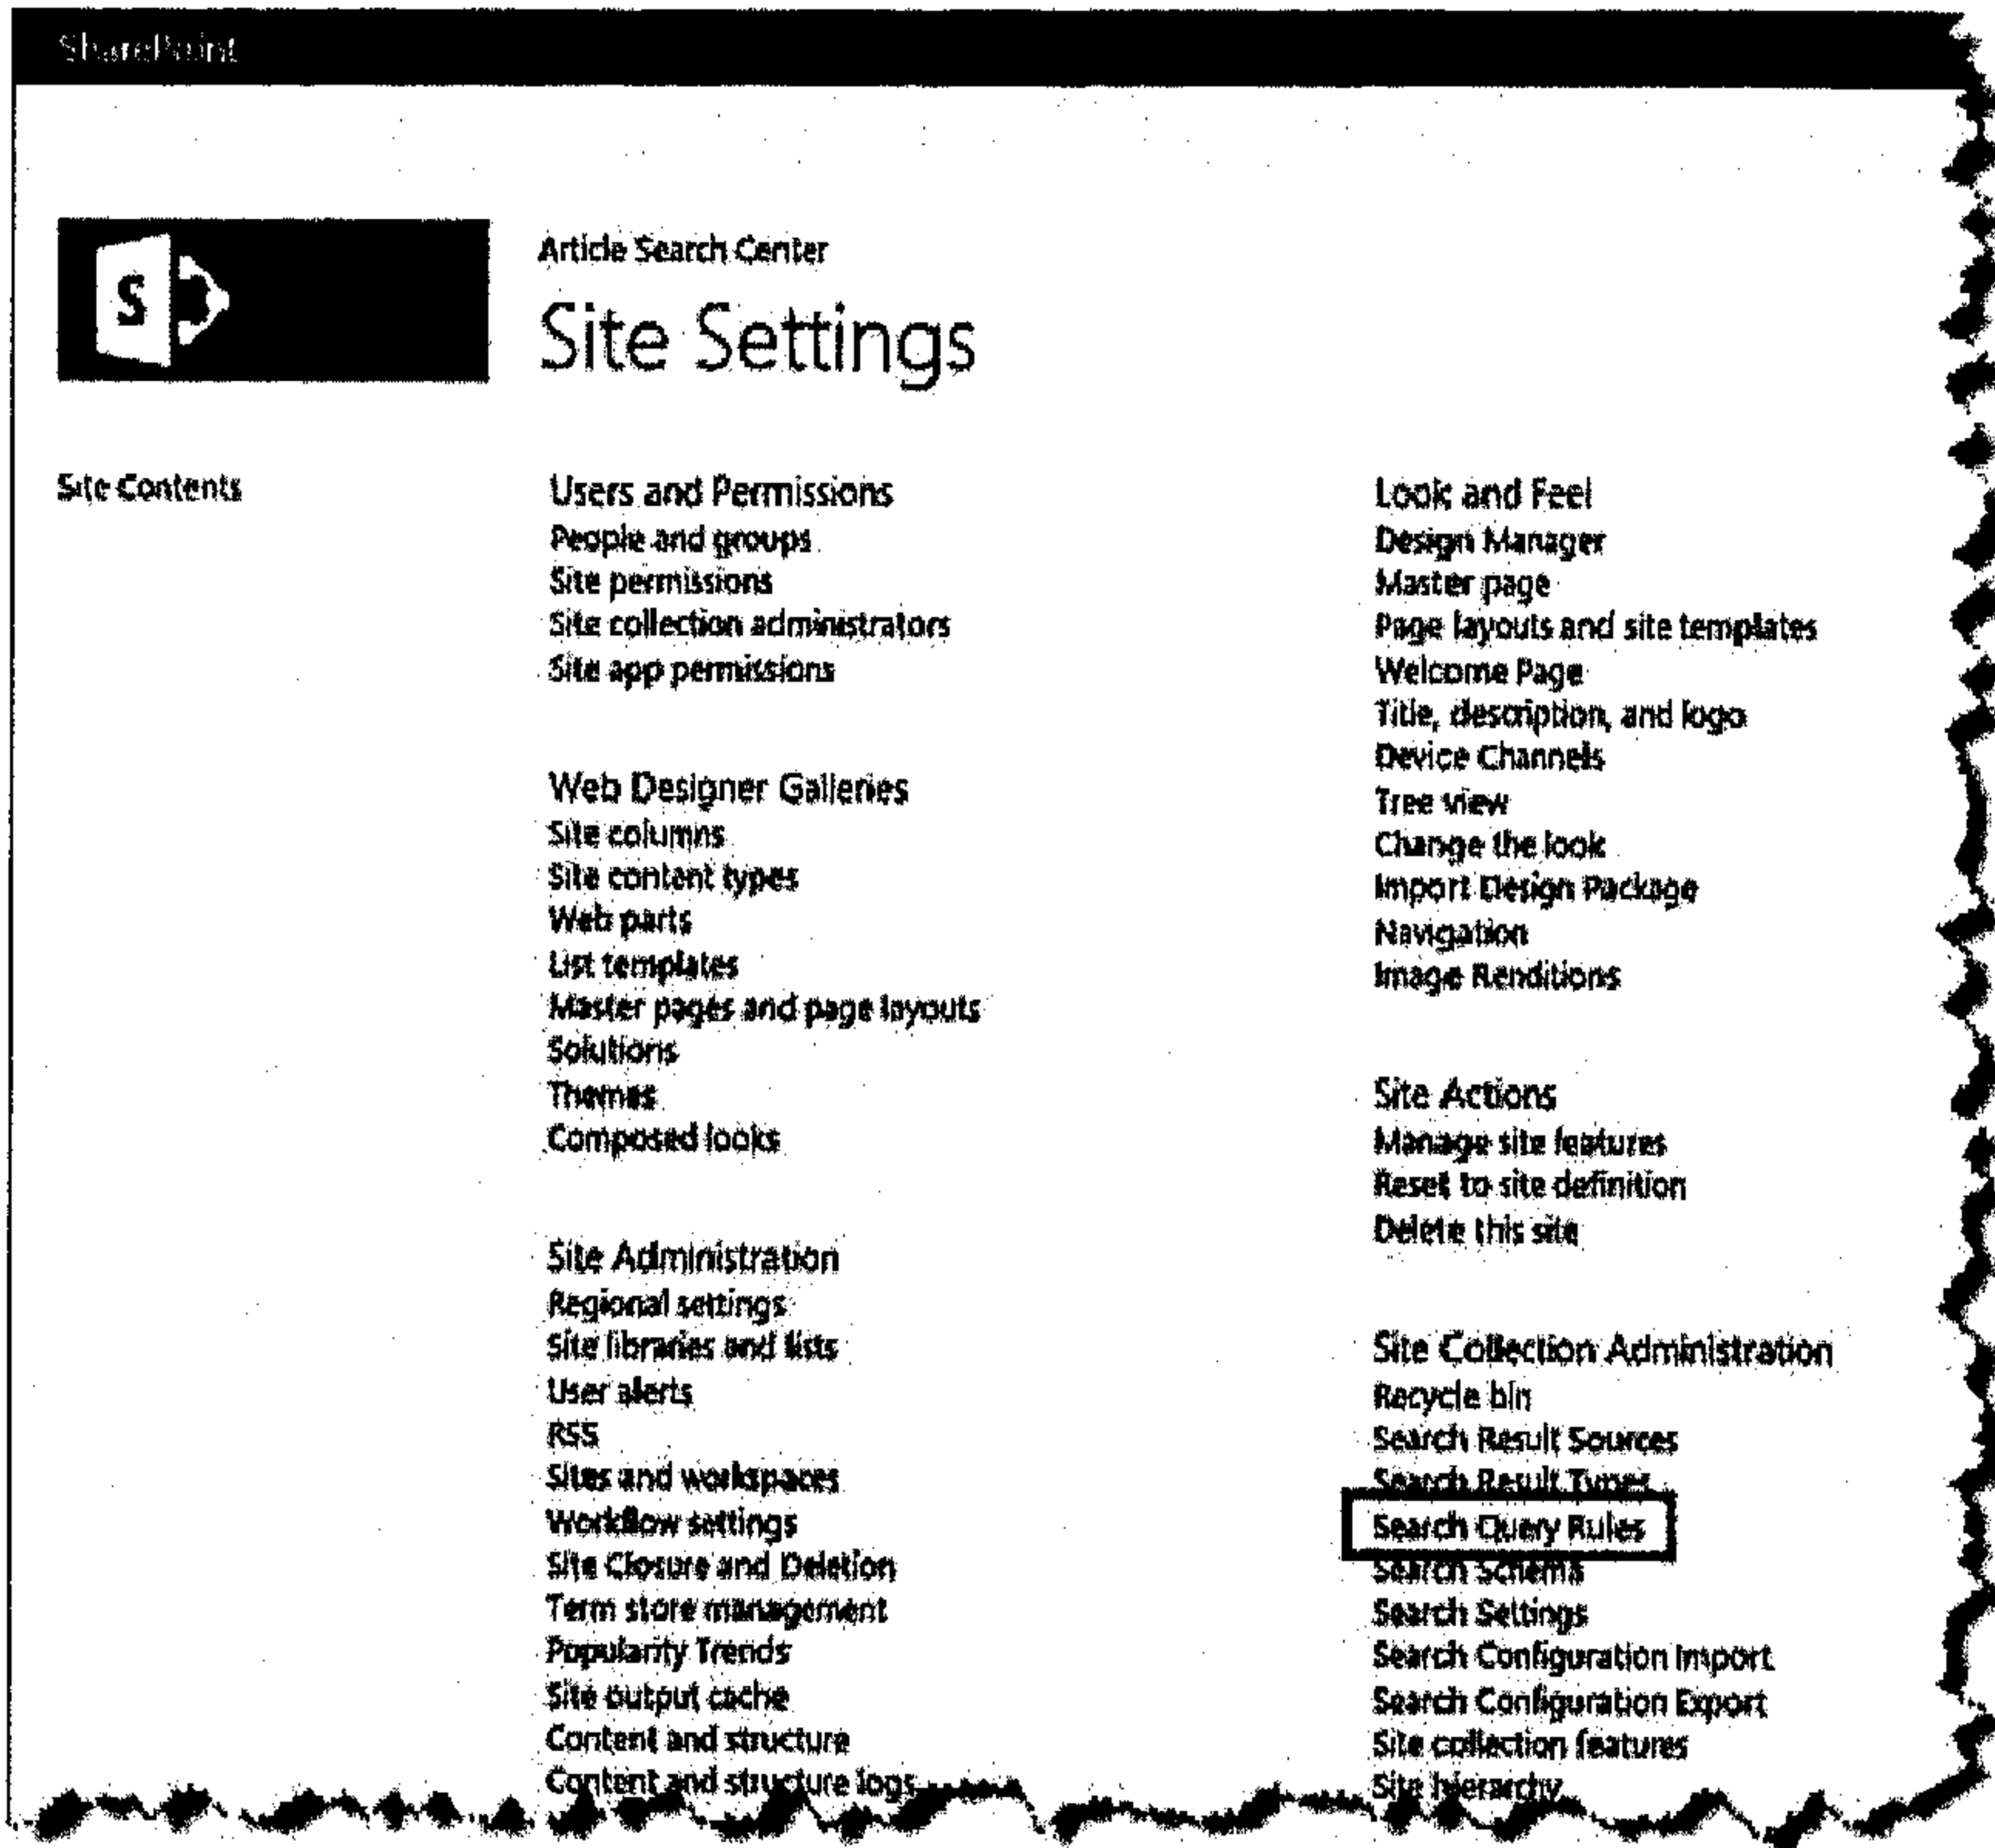 SharePoint
S
Article Search Center
Site Settings
Site Contents
Users and Permissions
People and groups
Site permissions
Site collection administrators
Site app permissions
Web Designer Galleries
Site columns
Site content types
Web parts
List templates
Master pages and page layouts
Solutions
Themes
Composed looks
Site Administration
Regional settings
Site libraries and lists
User alerts
RSS
Sites and workspaces
Workflow settings
Site Closure and Deletion
Term store management
Popularity Trends
Site output cache
Content and structure
Content and structure logs
Look and Feel
Design Manager
Master page
Page layouts and site templates
Welcome Page
Title, description, and logo
Device Channels
Tree view
Change the look
Import Design Package
Navigation
Image Renditions
Site Actions
Manage site features
Reset to site definition
Delete this site
Site Collection Administration
Recycle bin
Search Result Sources
Search Result Types
Search Query Rules
Search Schema
Search Settings
Search Configuration Import
Search Configuration Export
Site collection features
Site hierarchy